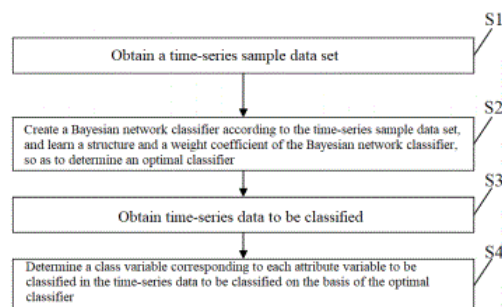 S1
Obtain a time-series sample data set
S2
Create a Bayesian network classifier according to the time-series sample data set,
and learn a structure and a weight coefficient of the Bayesian network classifier,
so as to determine an optimal classifier
S3
Obtain time-series data to be classified
S4
Determine a class variable corresponding to each attribute variable to be
classified in the time-series data to be classified on the basis of the optimal
classifier